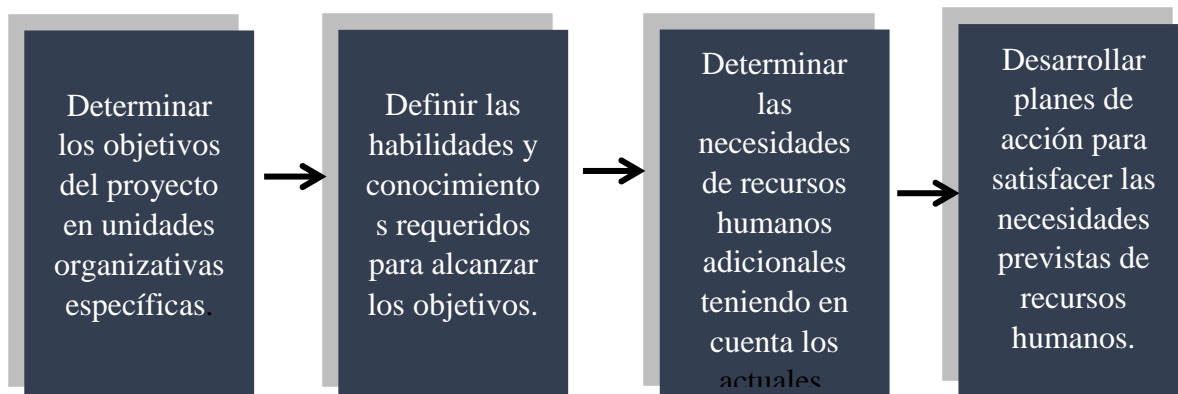 Determinar
los objetivos
del proyecto
en unidades
organizativas
específicas.
Definir las
habilidades y
conocimiento
s requeridos
para alcanzar
los objetivos.
Determinar
las
necesidades
de recursos
humanos
adicionales
teniendo en
cuenta los
actuales
Desarrollar
planes de
acción para
satisfacer las
necesidades
previstas de
recursos
humanos.